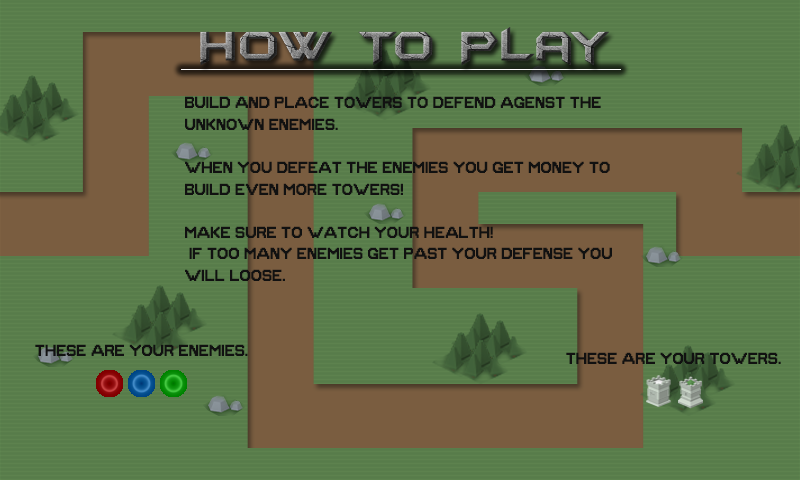 HOW TO PLAY
BUILD AND PLACE TOWERS TO DEFEND AGENST THE
UNKNOWN ENEMIES.
WHEN YOU DEFEAT THE ENEMIES YOU GET MONEY TO
BUILD EVEN MORE TOWERS!
MAKE SURE TO WATCH YOUR HEALTH!
IF TOO MANY ENEMIES GET PAST YOUR DEFENSE YOU
WILL LOOSE.
THESE ARE YOUR ENEMIES.
THESE ARE YOUR TOWERS.